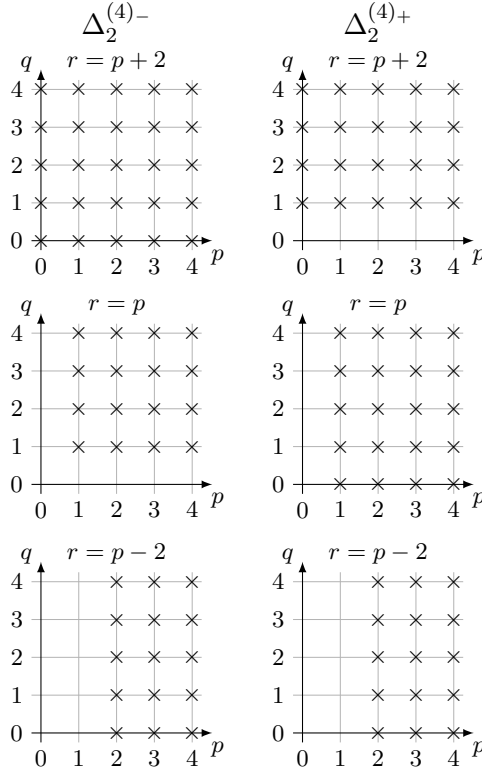 Δ₂⁽⁴⁾⁻ Δ₂⁽⁴⁾⁺
q r = p + 2 q r = p + 2
4 4
3 3
2 2
1 1
0 0
0 1 2 3 4 p 0 1 2 3 4 p
q r = p q r = p
4 4
3 3
2 2
1 1
0 0
0 1 2 3 4 p 0 1 2 3 4 p
q r = p − 2 q r = p − 2
4 4
3 3
2 2
1 1
0 0
0 1 2 3 4 p 0 1 2 3 4 p